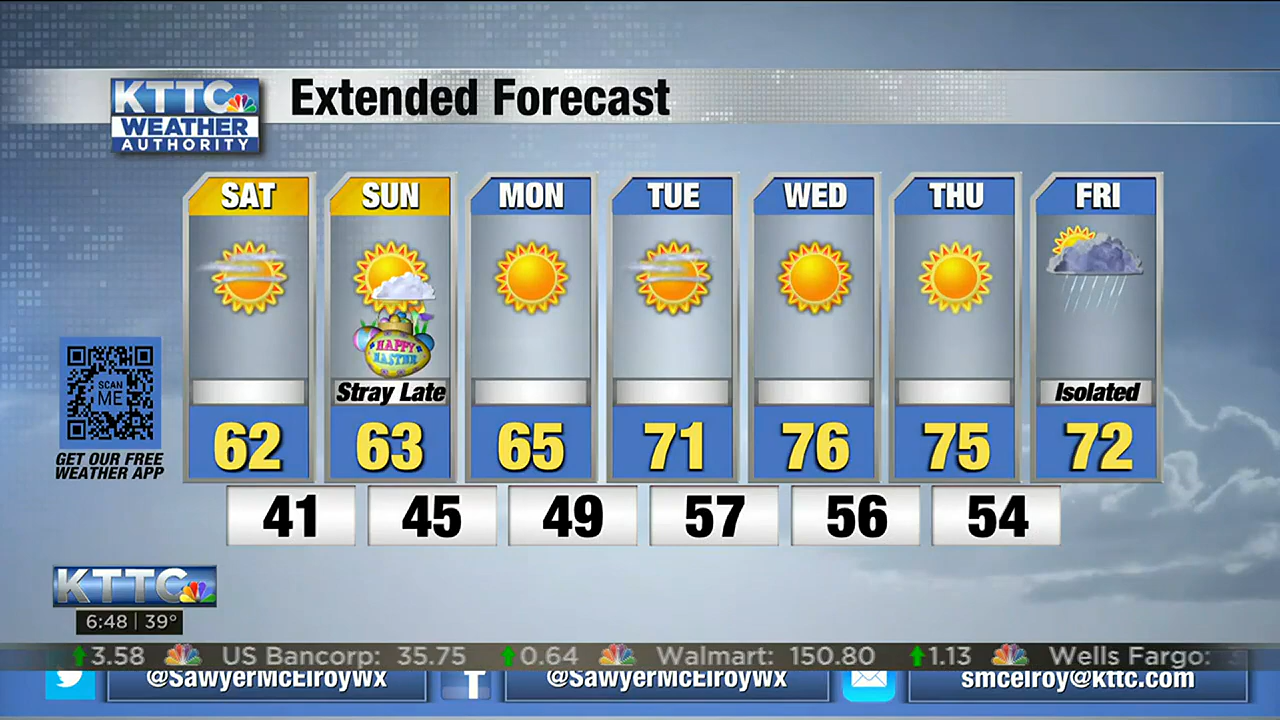 KTTC
WEATHER
AUTHORITY
Extended Forecast
SAT SUN MON TUE WED THU FRI
HAPPY
EASTER
SCAN
ME
GET OUR FREE
WEATHER APP
Stray Late Isolated
62 63 65 71 76 75 72
41 45 49 57 56 54
KTTC
6:48 39°
3.58 US Bancorp: 35.75 0.64 Walmart: 150.80 1.13 Wells Fargo:
@SawyerMcElroyWx f @SawyerMcElroyWx smcelroy@kttc.com